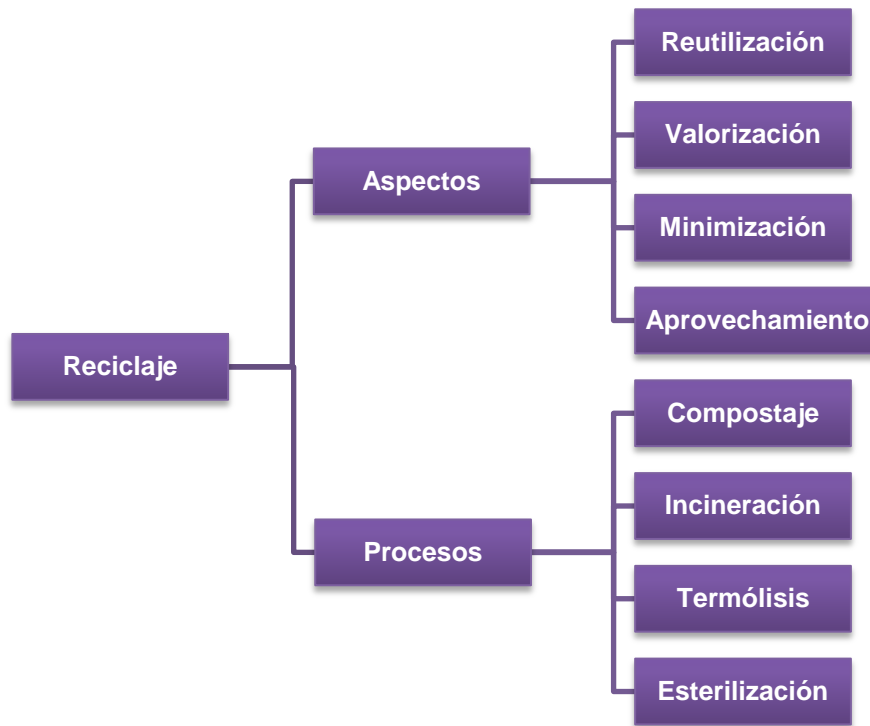 Reciclaje
Aspectos
Reutilización
Valorización
Minimización
Aprovechamiento
Procesos
Compostaje
Incineración
Termólisis
Esterilización